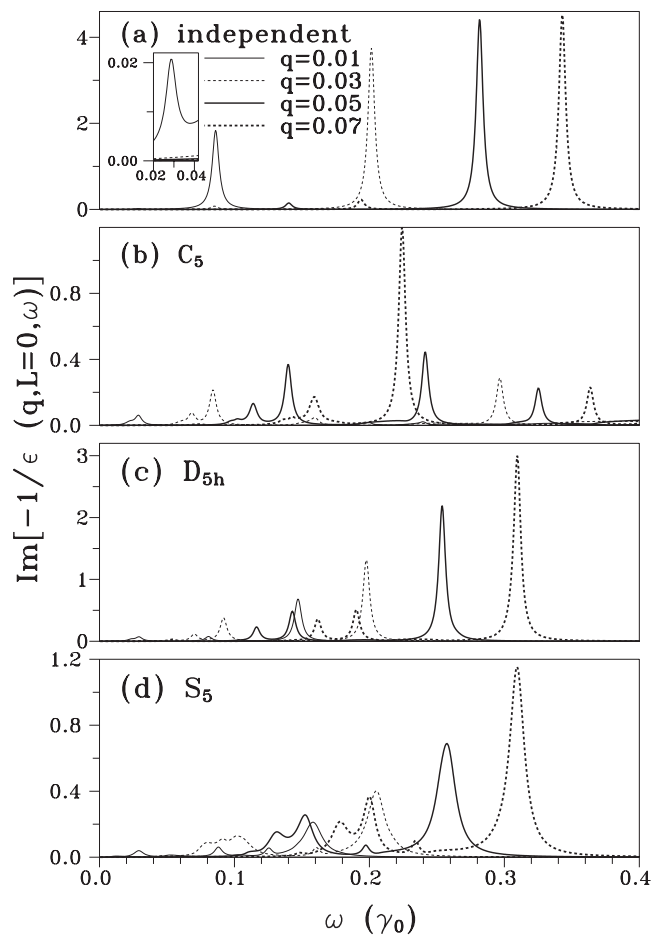 (a) independent
4
2
0
0.02
0.00
0.02 0.03 0.04
q=0.01
q=0.03
q=0.05
q=0.07
(b) C₅
0.8
0.4
0.0
Im[−1/ϵ (q,L=0,ω)]
(c) D₅ₕ
3
2
1
0
(d) S₅
1.2
0.8
0.4
0.0
0.0 0.1 0.2 0.3 0.4
ω (γ₀)